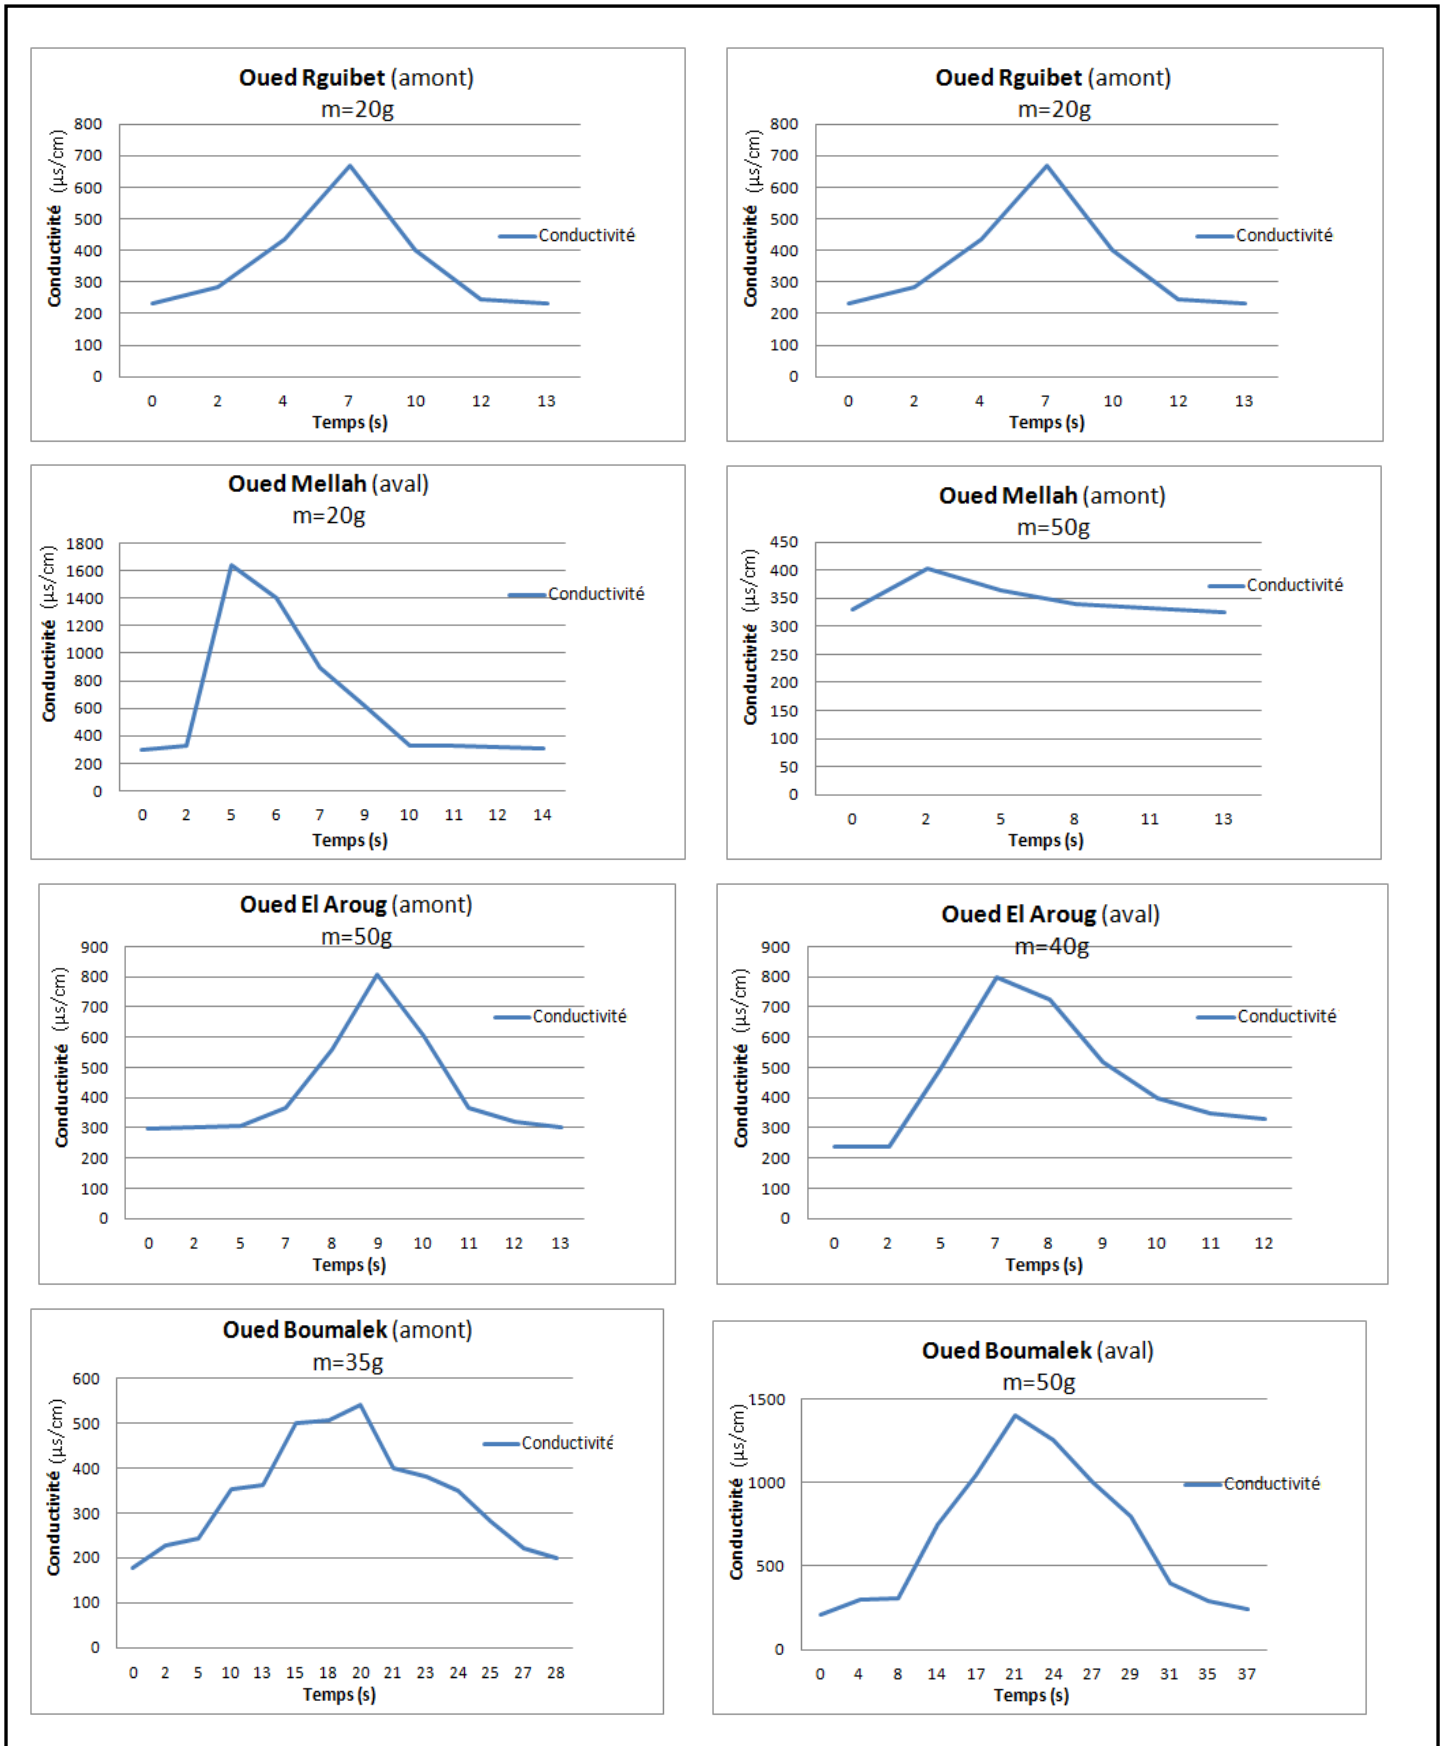 Oued Rguibet (amont)
m=20g
Conductivité (µs/cm)
800
700
600
500
400
300
200
100
0
Conductivité
0 2 4 7 10 12 13
Temps (s)
Oued Rguibet (amont)
m=20g
Conductivité (µs/cm)
800
700
600
500
400
300
200
100
0
Conductivité
0 2 4 7 10 12 13
Temps (s)
Oued Mellah (aval)
m=20g
Conductivité (µs/cm)
1800
1600
1400
1200
1000
800
600
400
200
0
Conductivité
0 2 5 6 7 9 10 11 12 14
Temps (s)
Oued Mellah (amont)
m=50g
Conductivité (µs/cm)
450
400
350
300
250
200
150
100
50
0
Conductivité
0 2 5 8 11 13
Temps (s)
Oued El Aroug (amont)
m=50g
Conductivité (µs/cm)
900
800
700
600
500
400
300
200
100
0
Conductivité
0 2 5 7 8 9 10 11 12 13
Temps (s)
Oued El Aroug (aval)
m=40g
Conductivité (µs/cm)
900
800
700
600
500
400
300
200
100
0
Conductivité
0 2 5 7 8 9 10 11 12
Temps (s)
Oued Boumalek (amont)
m=35g
Conductivité (µs/cm)
600
500
400
300
200
100
0
Conductivité
0 2 5 10 13 15 18 20 21 23 24 25 27 28
Temps (s)
Oued Boumalek (aval)
m=50g
Conductivité (µs/cm)
1500
1000
500
0
Conductivité
0 4 8 14 17 21 24 27 29 31 35 37
Temps (s)